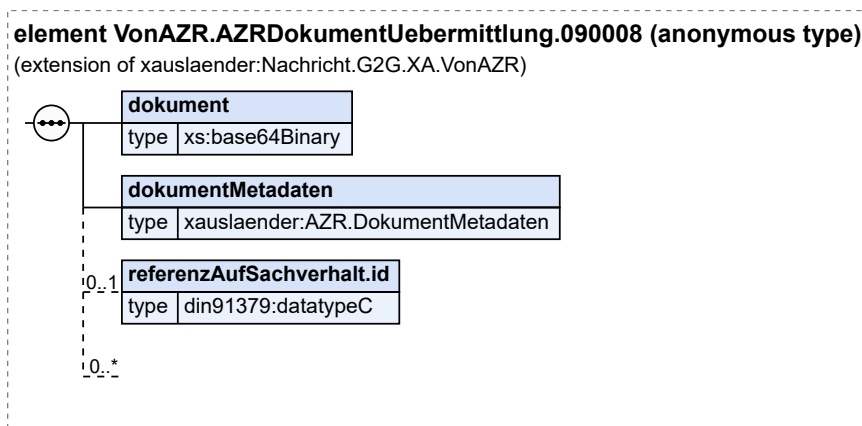 element VonAZR.AZRDokumentUebermittlung.090008 (anonymous type)
(extension of xauslaender:Nachricht.G2G.XA.VonAZR)
dokument
type xs:base64Binary
dokumentMetadaten
type xauslaender:AZR.DokumentMetadaten
0..1 referenzAufSachverhalt.id
type din91379:datatypeC
0..*